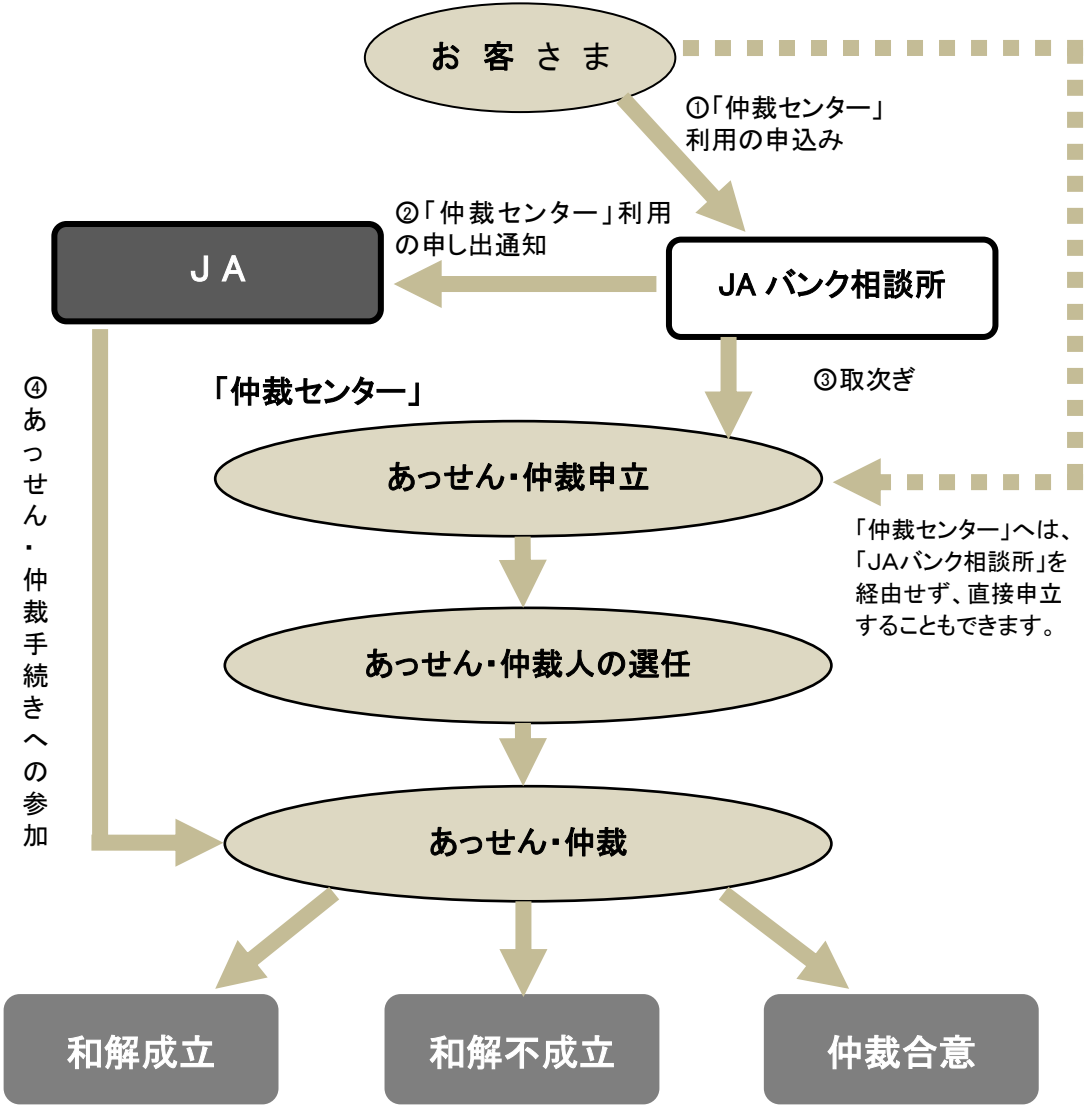 お 客 さ ま
①「仲裁センター」
利用の申込み
②「仲裁センター」利用
の申し出通知
ＪＡ
JA バンク相談所
③取次ぎ
④あっせん・仲裁手続きへの参加
「仲裁センター」
あっせん・仲裁申立
「仲裁センター」へは、
「ＪＡバンク相談所」を
経由せず、直接申立
することもできます。
あっせん・仲裁人の選任
あっせん・仲裁
和解成立
和解不成立
仲裁合意